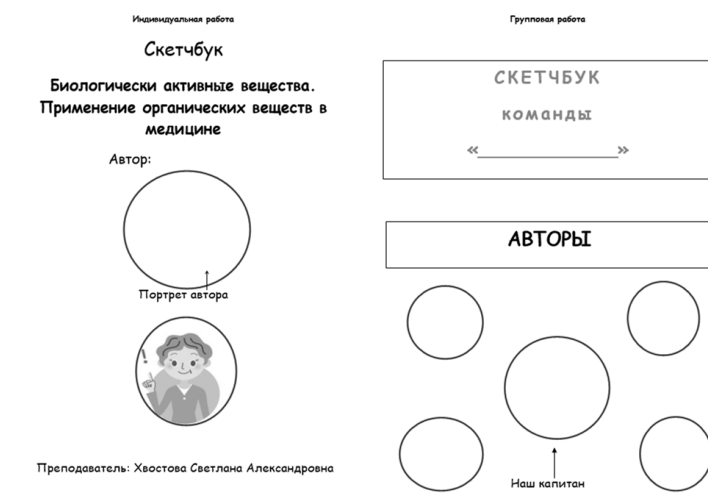 Индивидуальная работа
Скетчбук
Биологически активные вещества.
Применение органических веществ в
медицине
Автор:
Портрет автора
!
Преподаватель: Хвостова Светлана Александровна
Групповая работа
СКЕТЧБУК
команды
«____________________»
АВТОРЫ
Наш капитан